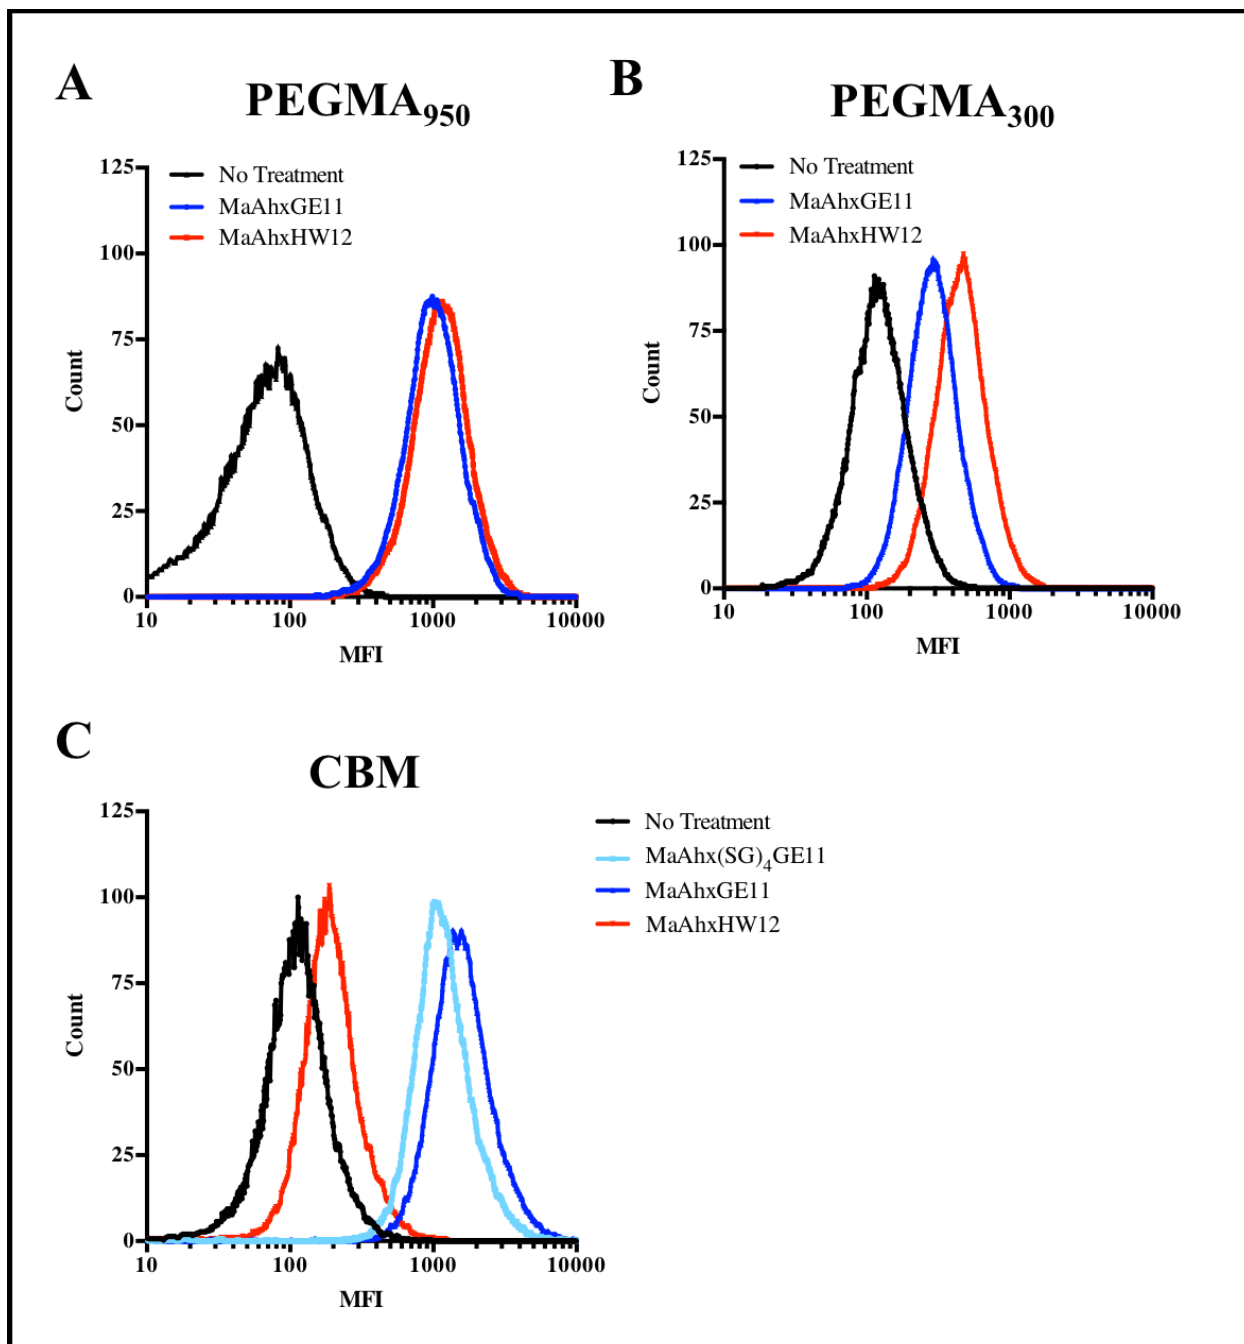 A
PEGMA950
No Treatment
MaAhxGE11
MaAhxHW12
125
100
75
50
25
0
Count
10 100 1000 10000
MFI
B
PEGMA300
No Treatment
MaAhxGE11
MaAhxHW12
125
100
75
50
25
0
Count
10 100 1000 10000
MFI
C
CBM
No Treatment
MaAhx(SG)4GE11
MaAhxGE11
MaAhxHW12
125
100
75
50
25
0
Count
10 100 1000 10000
MFI